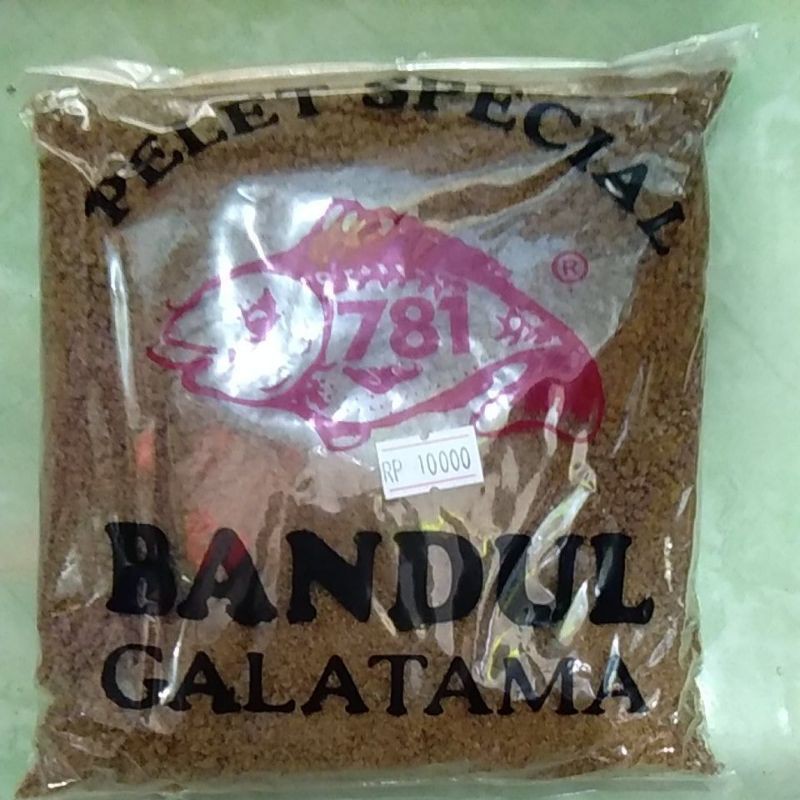 PELET SPECIAL
®
781
RP 10000
BANDUL
GALATAMA